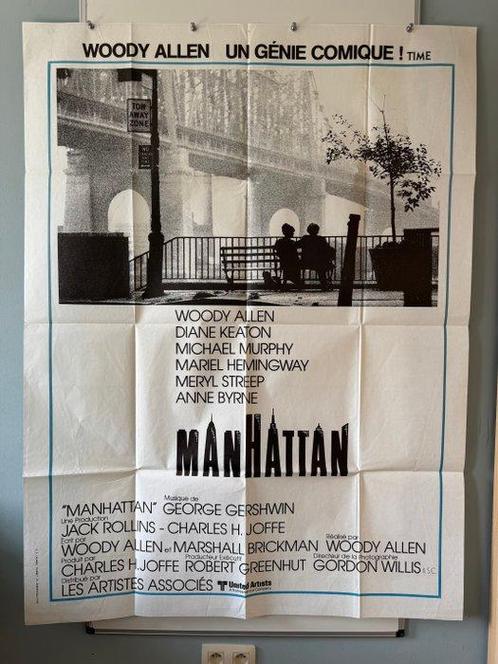 WOODY ALLEN UN GÉNIE COMIQUE ! TIME
TOW
AWAY
ZONE
WOODY ALLEN
DIANE KEATON
MICHAEL MURPHY
MARIEL HEMINGWAY
MERYL STREEP
ANNE BYRNE
MANHATTAN
Musique de
"MANHATTAN" GEORGE GERSHWIN
Une Production
JACK ROLLINS - CHARLES H. JOFFE
Ecrit par Réalisé par
WOODY ALLEN et MARSHALL BRICKMAN WOODY ALLEN
Produit par Producteur Exécutif Directeur de la Photographie
CHARLES H. JOFFE ROBERT GREENHUT GORDON WILLIS A.S.C.
Distribué par
LES ARTISTES ASSOCIÉS United Artists